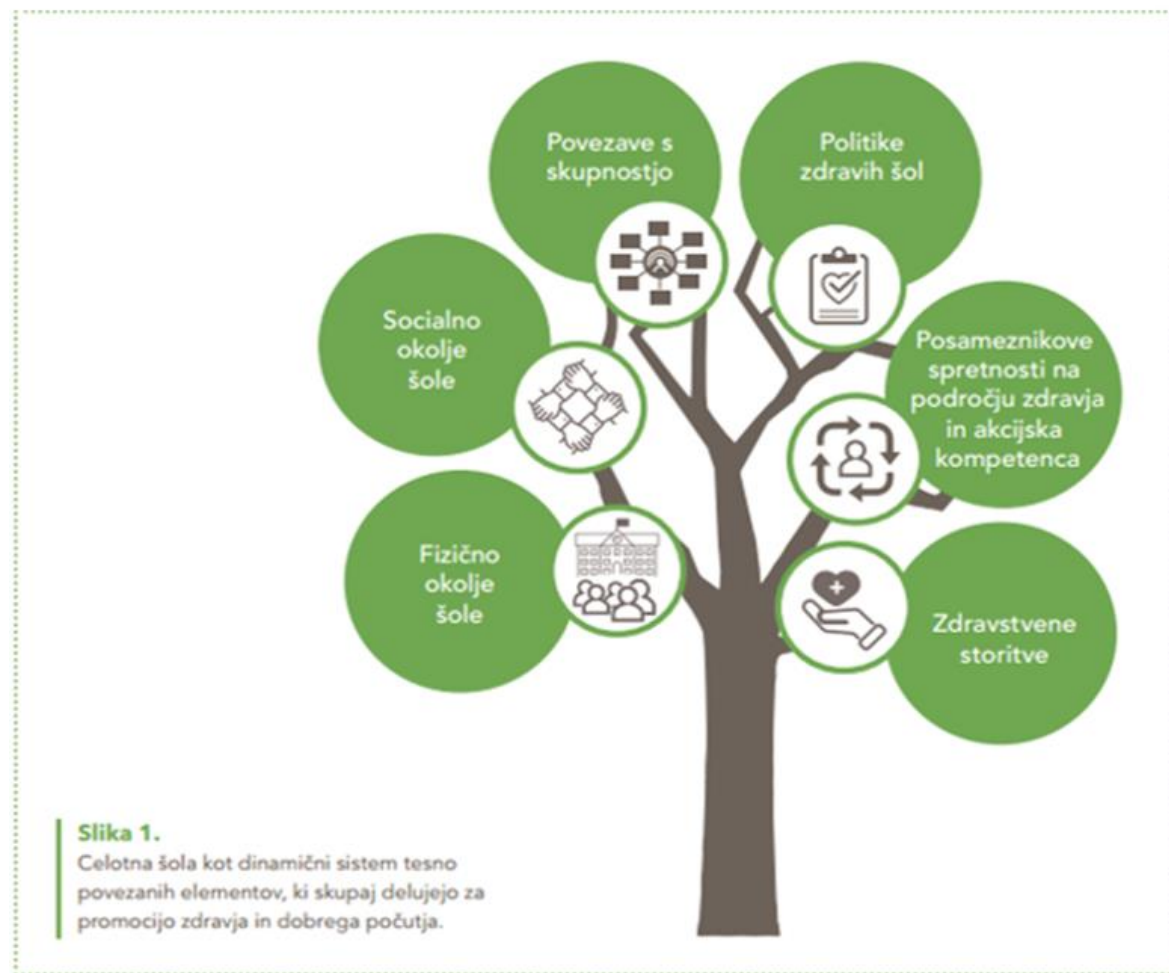 Povezave s
skupnostjo
Politike
zdravih šol
Socialno
okolje
šole
Posameznikove
spretnosti na
področju zdravja
in akcijska
kompetenca
Fizično
okolje
šole
Zdravstvene
storitve
Slika 1.
Celotna šola kot dinamični sistem tesno
povezanih elementov, ki skupaj delujejo za
promocijo zdravja in dobrega počutja.